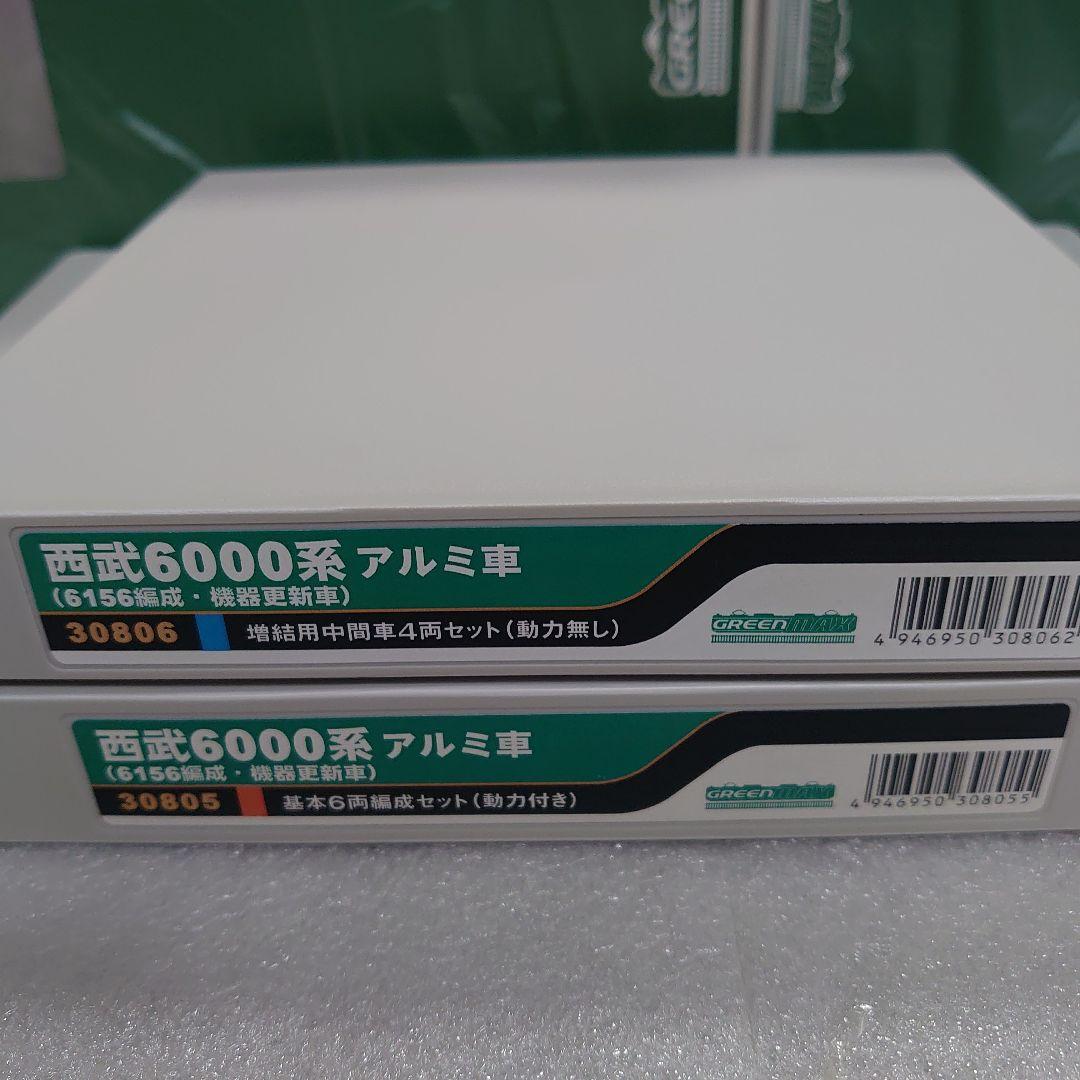 GREEN
西武6000系 アルミ車
(6156編成・機器更新車)
30806 増結用中間車4両セット(動力無し)
GREENMAX
4 946950 308062
西武6000系 アルミ車
(6156編成・機器更新車)
30805 基本6両編成セット(動力付き)
GREENMAX
4 946950 308055